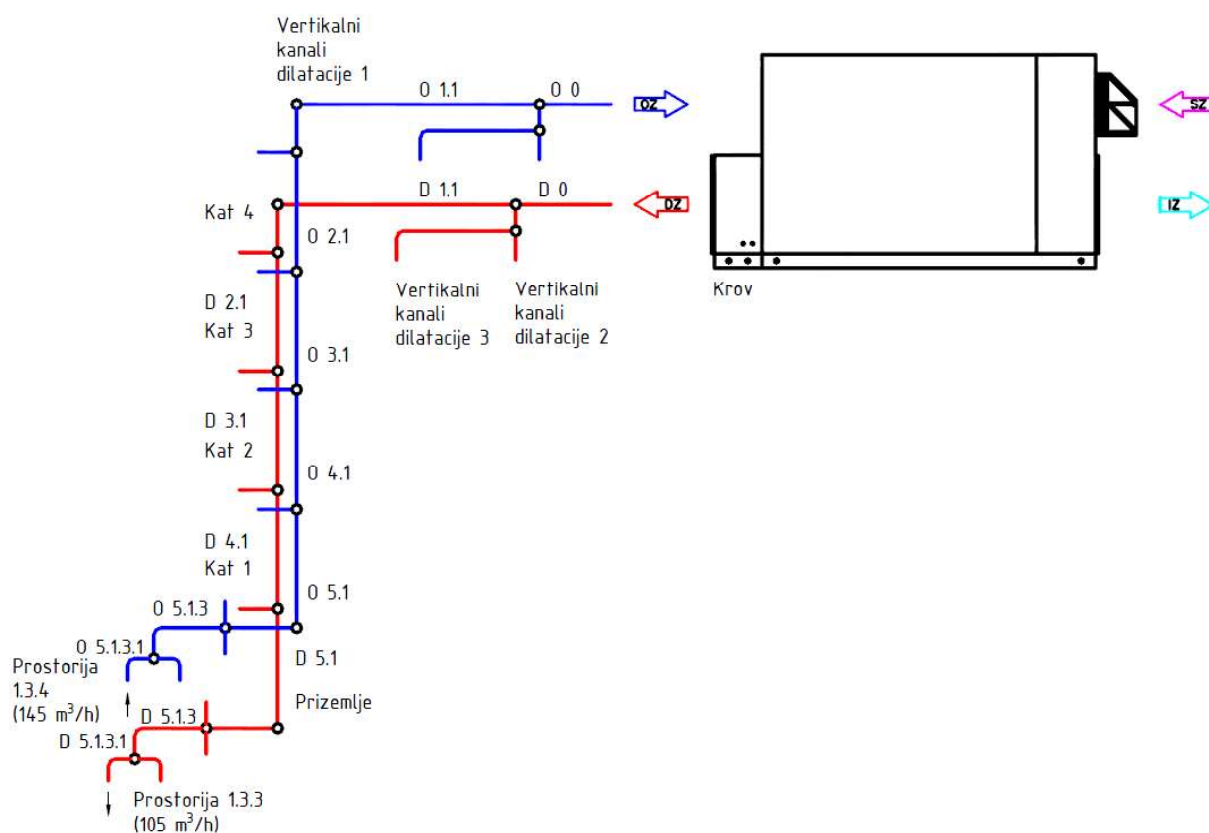 Vertikalni
kanali
dilatacije 1
O 1.1
O 0
OZ
SZ
D 1.1
D 0
DZ
IZ
Kat 4
O 2.1
Krov
Vertikalni
kanali
dilatacije 3
Vertikalni
kanali
dilatacije 2
D 2.1
Kat 3
O 3.1
D 3.1
Kat 2
O 4.1
D 4.1
Kat 1
O 5.1
O 5.1.3
O 5.1.3.1
D 5.1
Prostorija
1.3.4
(145 m³/h)
Prizemlje
D 5.1.3
D 5.1.3.1
Prostorija 1.3.3
(105 m³/h)